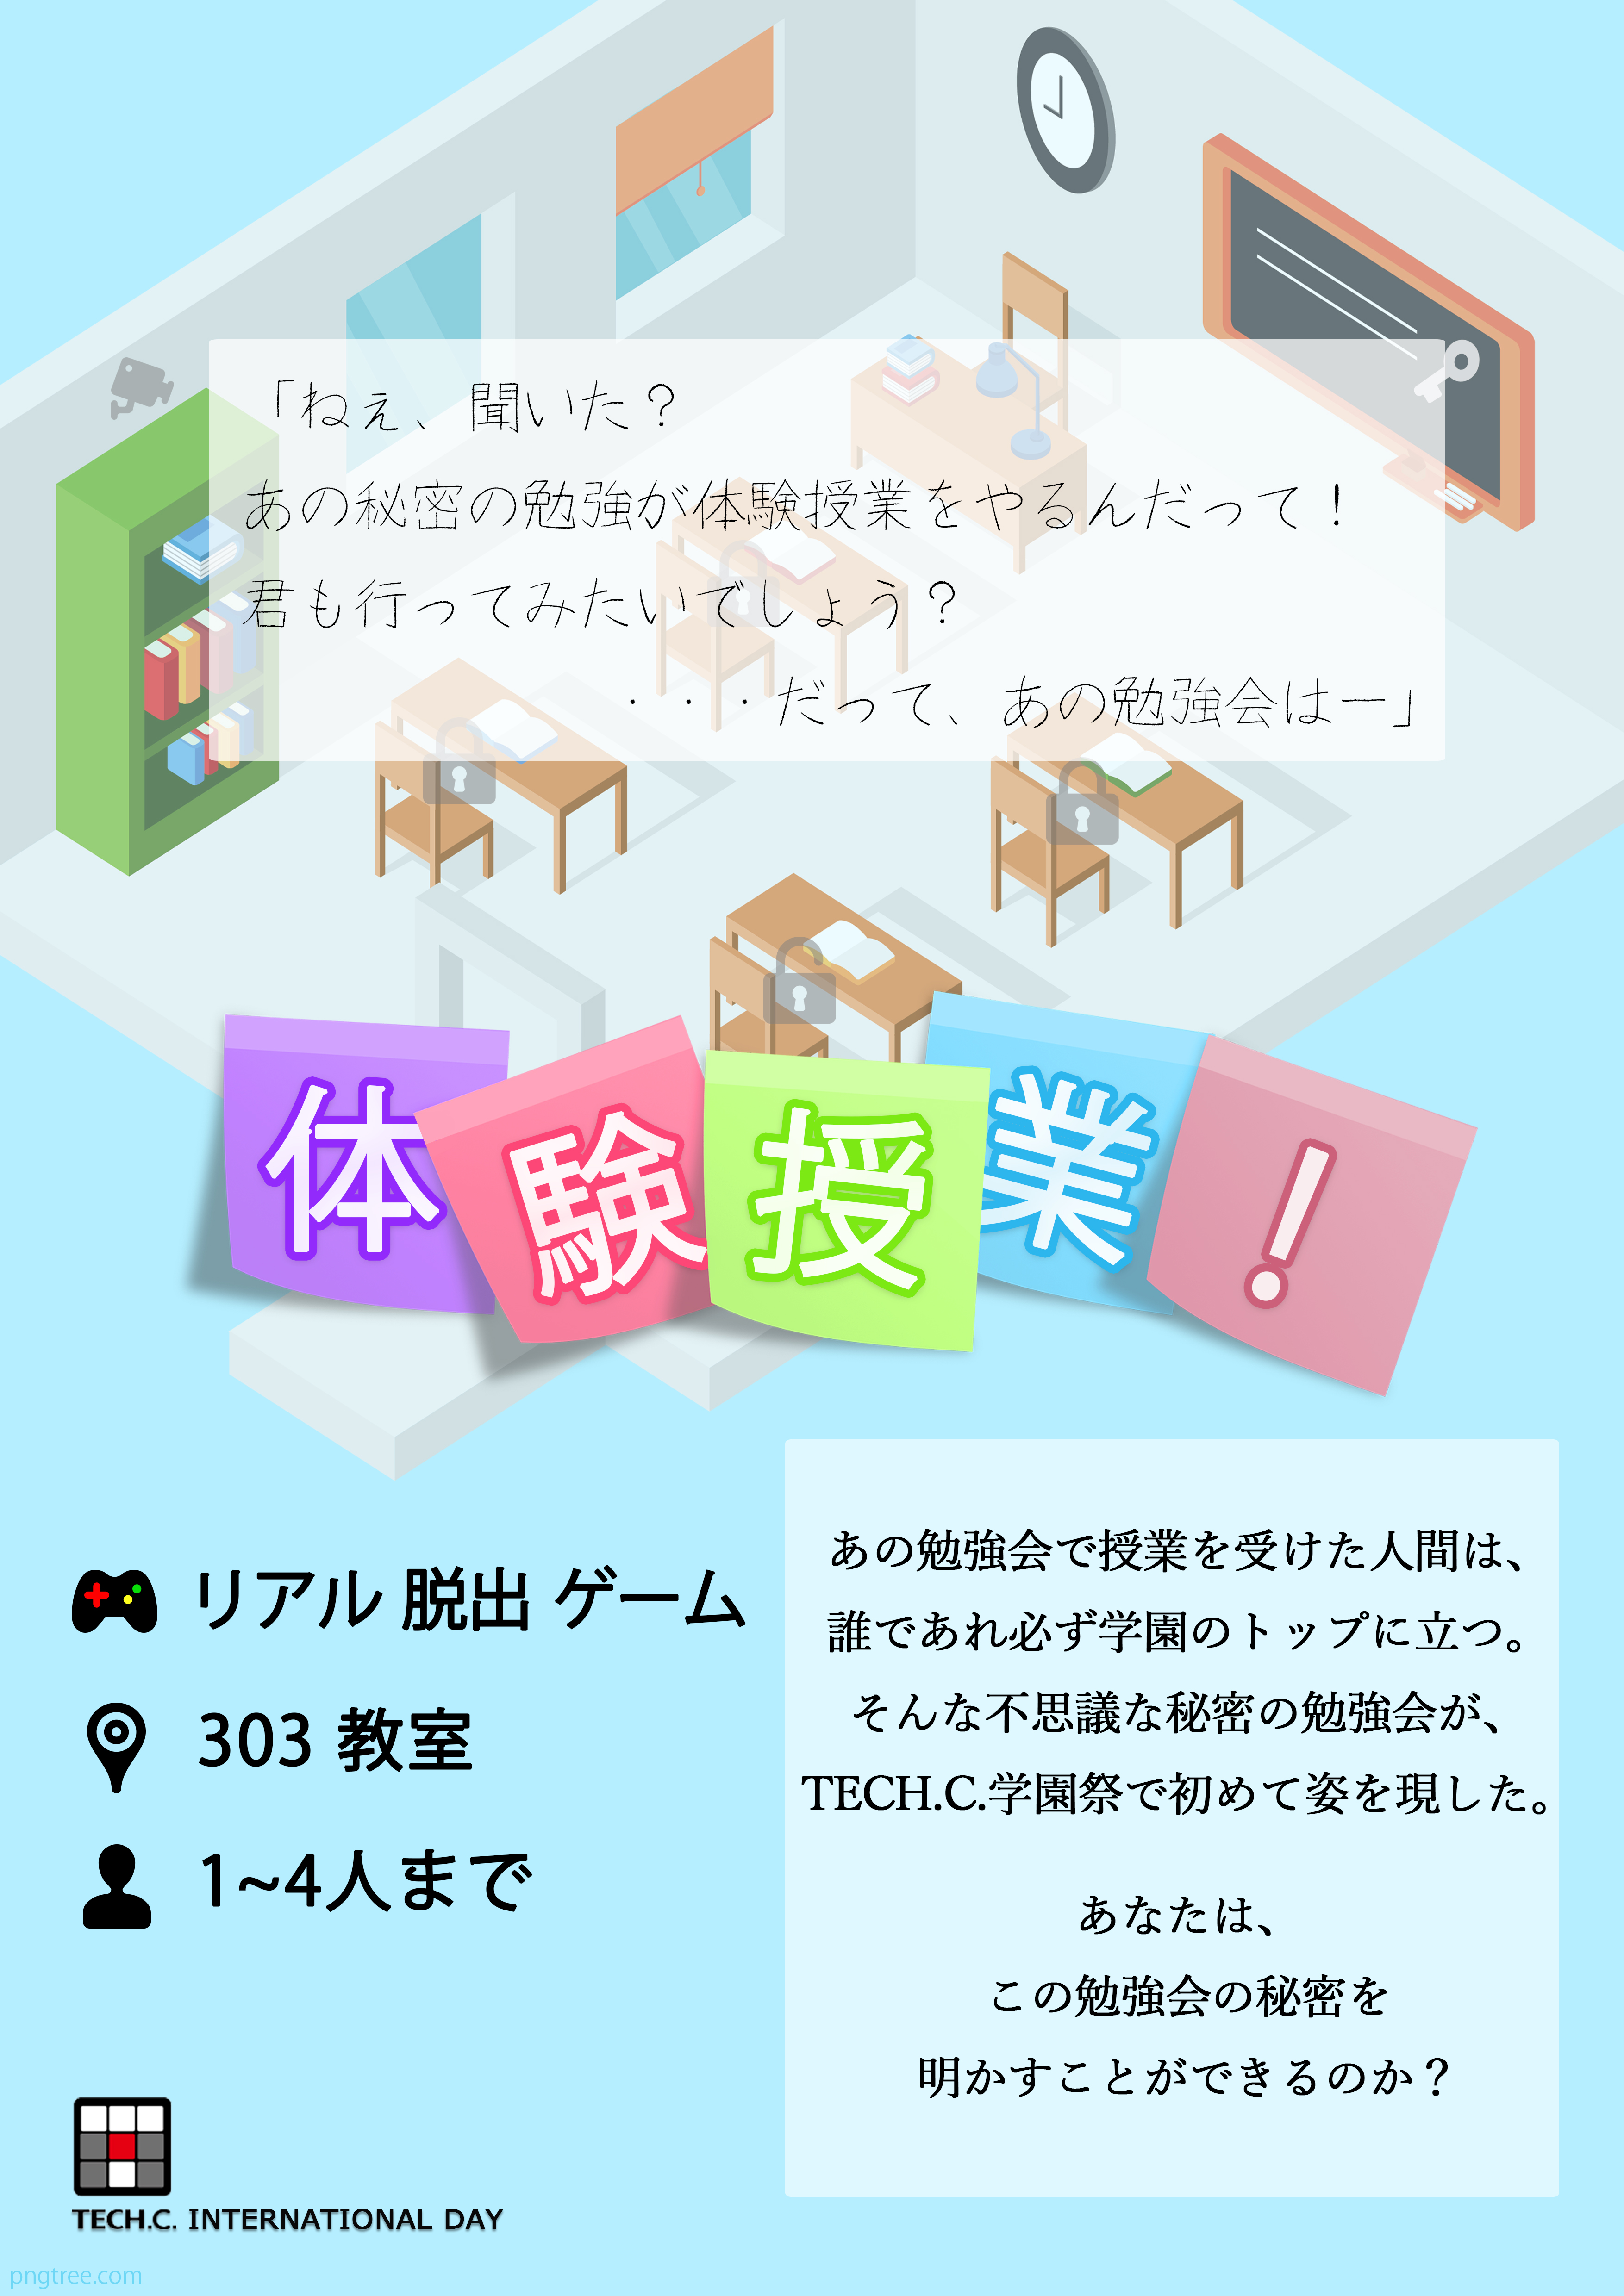 「ねぇ、聞いた？
あの秘密の勉強が体験授業をやるんだって！
君も行ってみたいでしょう？
・・・だって、あの勉強会はー」
体験授業！
リアル 脱出 ゲーム
303 教室
1~4人まで
あの勉強会で授業を受けた人間は、
誰であれ必ず学園のトップに立つ。
そんな不思議な秘密の勉強会が、
TECH.C.学園祭で初めて姿を現した。
あなたは、
この勉強会の秘密を
明かすことができるのか？
TECH.C. INTERNATIONAL DAY
pngtree.com